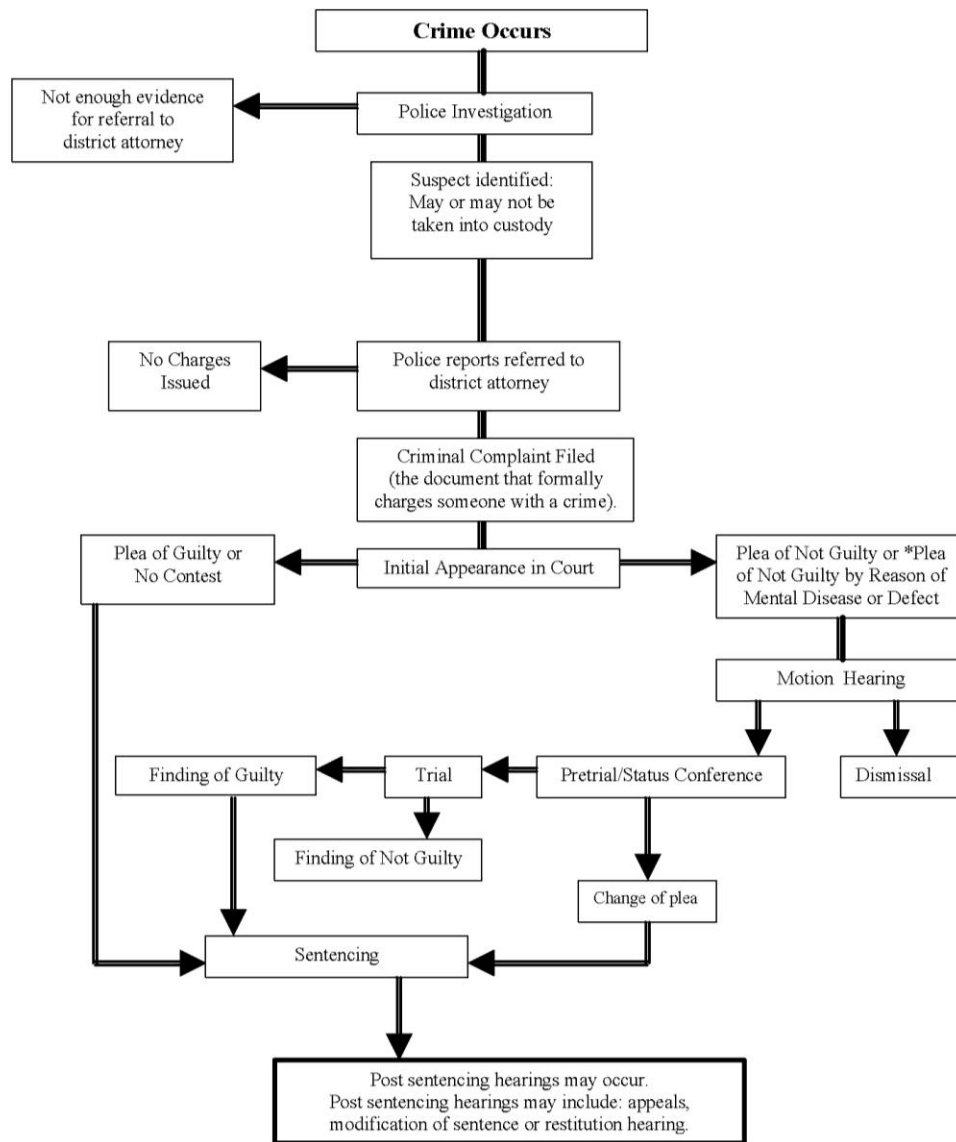 Crime Occurs
Not enough evidence
for referral to
district attorney
Police Investigation
Suspect identified:
May or may not be
taken into custody
No Charges
Issued
Police reports referred to
district attorney
Criminal Complaint Filed
(the document that formally
charges someone with a crime).
Plea of Guilty or
No Contest
Initial Appearance in Court
Plea of Not Guilty or *Plea
of Not Guilty by Reason of
Mental Disease or Defect
Motion Hearing
Finding of Guilty
Trial
Pretrial/Status Conference
Dismissal
Finding of Not Guilty
Change of plea
Sentencing
Post sentencing hearings may occur.
Post sentencing hearings may include: appeals,
modification of sentence or restitution hearing.